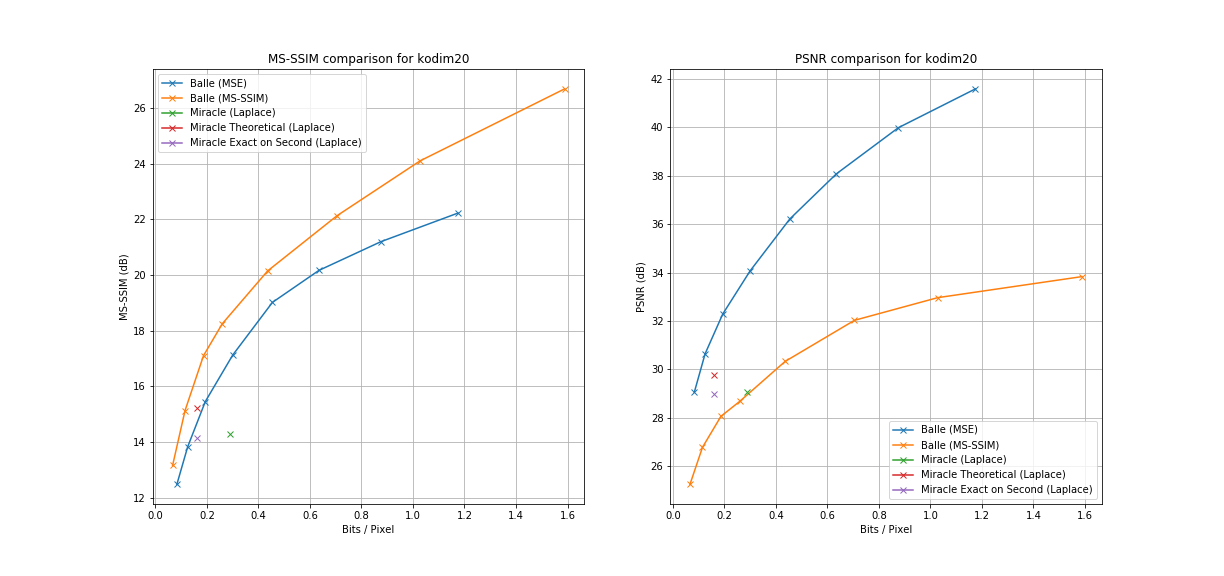 MS-SSIM comparison for kodim20
Balle (MSE)
Balle (MS-SSIM)
Miracle (Laplace)
Miracle Theoretical (Laplace)
Miracle Exact on Second (Laplace)
MS-SSIM (dB)
26
24
22
20
18
16
14
12
0.0 0.2 0.4 0.6 0.8 1.0 1.2 1.4 1.6
Bits / Pixel
PSNR comparison for kodim20
PSNR (dB)
42
40
38
36
34
32
30
28
26
Balle (MSE)
Balle (MS-SSIM)
Miracle (Laplace)
Miracle Theoretical (Laplace)
Miracle Exact on Second (Laplace)
0.0 0.2 0.4 0.6 0.8 1.0 1.2 1.4 1.6
Bits / Pixel